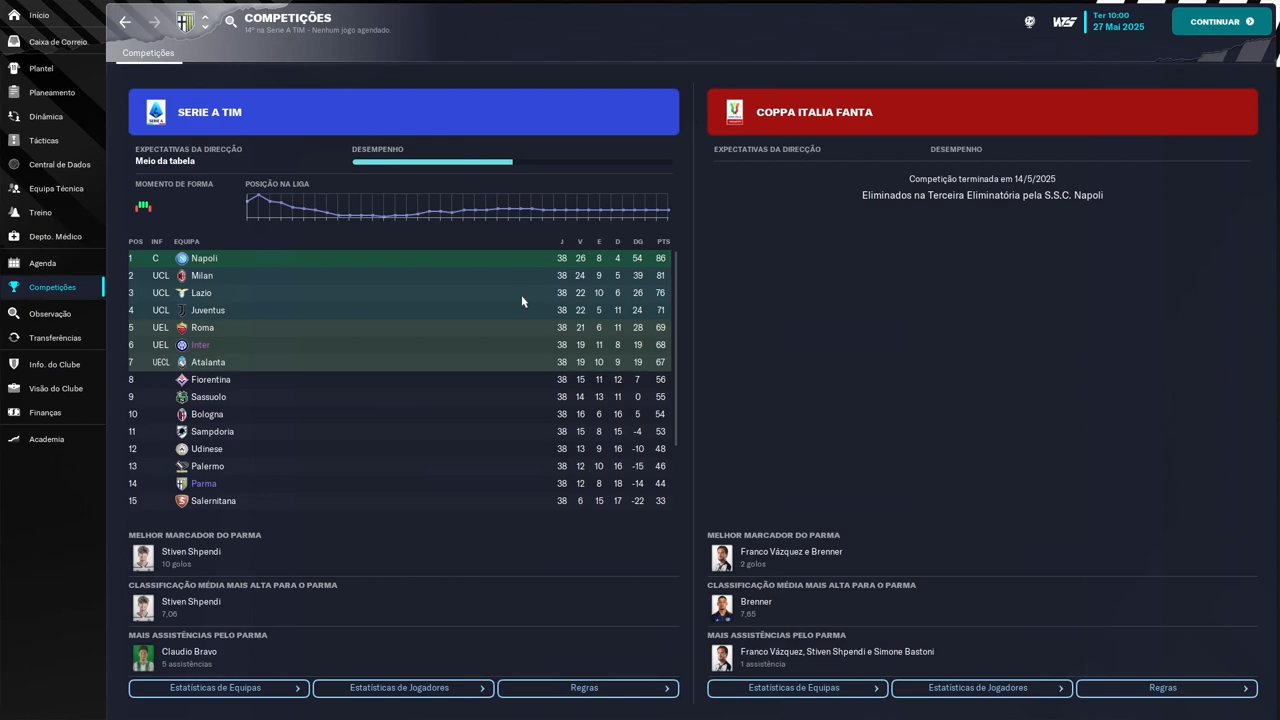 Início
Caixa de Correio
Plantel
Planeamento
Dinâmica
Tácticas
Central de Dados
Equipa Técnica
Treino
Depto. Médico
Agenda
Competições
Observação
Transferências
Info. do Clube
Visão do Clube
Finanças
Academia
COMPETIÇÕES
14º na Serie A TIM - Nenhum jogo agendado.
Ter 10:00
27 Mai 2025
CONTINUAR
Competições
SERIE A TIM
EXPECTATIVAS DA DIRECÇÃO DESEMPENHO
Meio da tabela
MOMENTO DE FORMA POSIÇÃO NA LIGA
POS INF EQUIPA J V E D DG PTS
1 C Napoli 38 26 8 4 54 86
2 UCL Milan 38 24 9 5 39 81
3 UCL Lazio 38 22 10 6 26 76
4 UCL Juventus 38 22 5 11 24 71
5 UEL Roma 38 21 6 11 28 69
6 UEL Inter 38 19 11 8 19 68
7 UECL Atalanta 38 19 10 9 19 67
8 Fiorentina 38 15 11 12 7 56
9 Sassuolo 38 14 13 11 0 55
10 Bologna 38 16 6 16 5 54
11 Sampdoria 38 15 8 15 -4 53
12 Udinese 38 13 9 16 -10 48
13 Palermo 38 12 10 16 -15 46
14 Parma 38 12 8 18 -14 44
15 Salernitana 38 6 15 17 -22 33
MELHOR MARCADOR DO PARMA
Stiven Shpendi
10 golos
CLASSIFICAÇÃO MÉDIA MAIS ALTA PARA O PARMA
Stiven Shpendi
7,06
MAIS ASSISTÊNCIAS PELO PARMA
Claudio Bravo
5 assistências
Estatísticas de Equipas
Estatísticas de Jogadores
Regras
COPPA ITALIA FANTA
EXPECTATIVAS DA DIRECÇÃO DESEMPENHO
Competição terminada em 14/5/2025
Eliminados na Terceira Eliminatória pela S.S.C. Napoli
MELHOR MARCADOR DO PARMA
Franco Vázquez e Brenner
2 golos
CLASSIFICAÇÃO MÉDIA MAIS ALTA PARA O PARMA
Brenner
7,65
MAIS ASSISTÊNCIAS PELO PARMA
Franco Vázquez, Stiven Shpendi e Simone Bastoni
1 assistência
Estatísticas de Equipas
Estatísticas de Jogadores
Regras